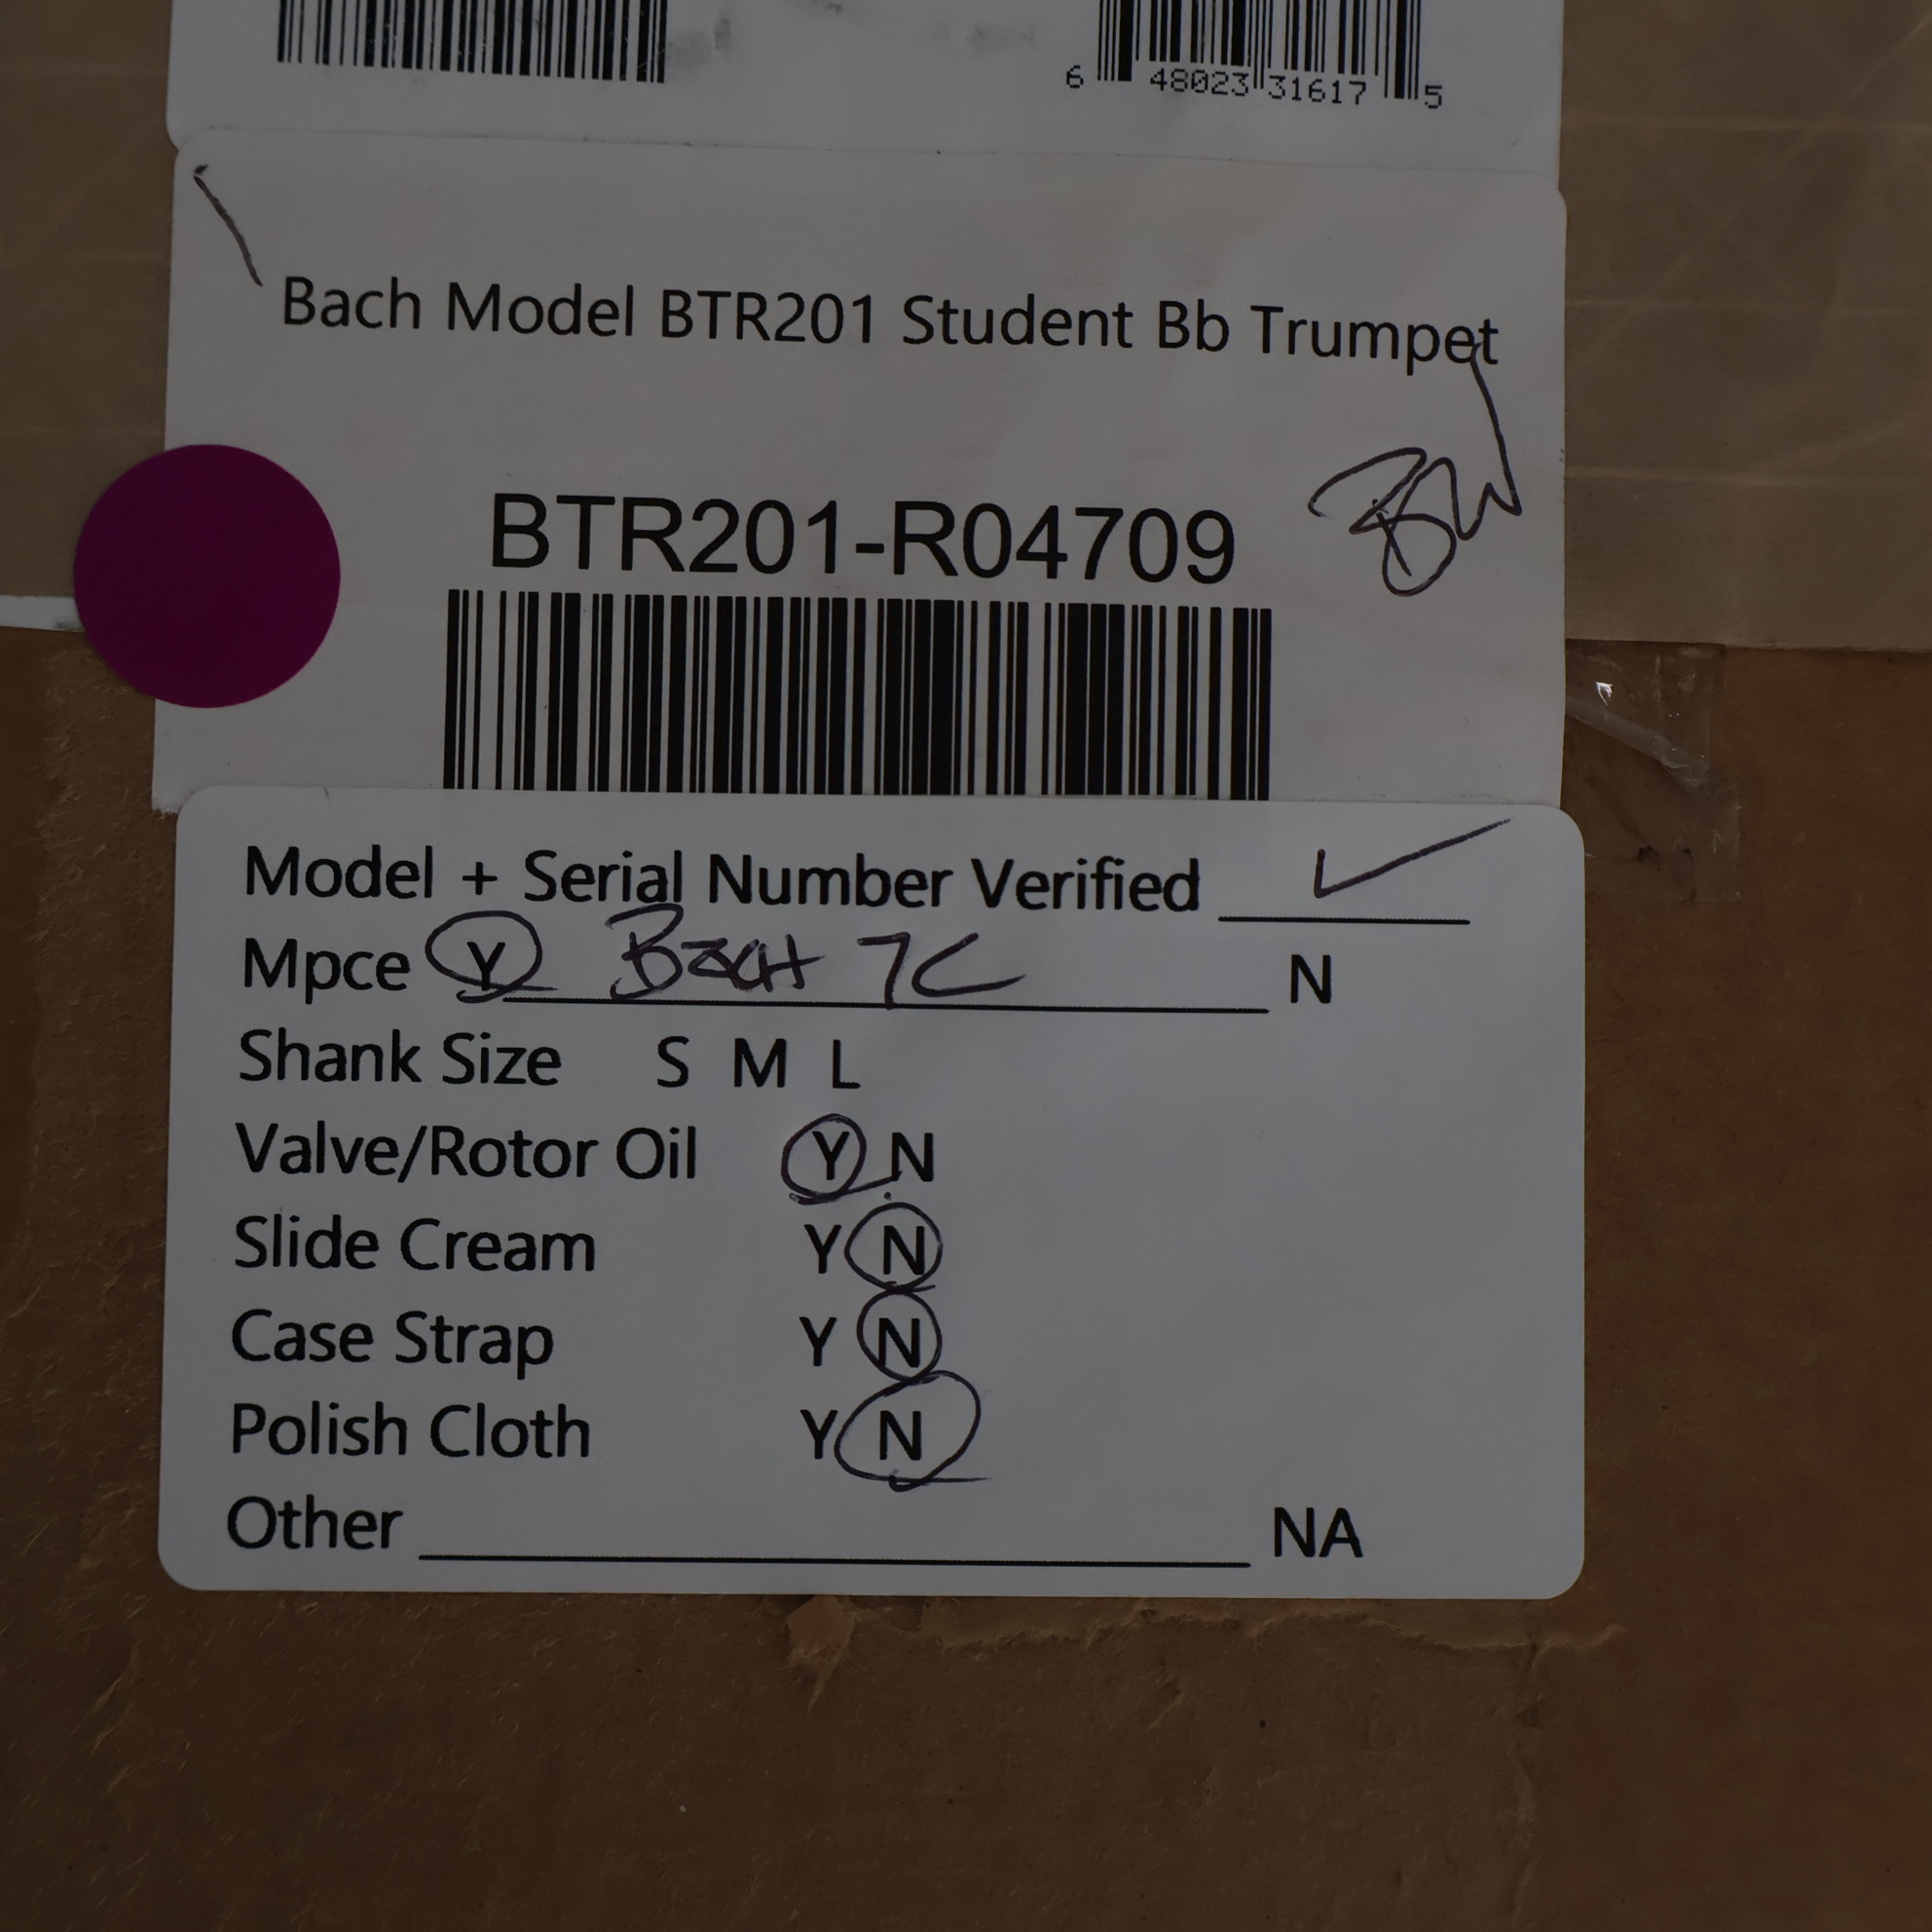 6 48023 31617 5
Bach Model BTR201 Student Bb Trumpet
BW
BTR201-R04709
Model + Serial Number Verified ✓
Mpce Y Bach 7C N
Shank Size S M L
Valve/Rotor Oil Y N
Slide Cream Y N
Case Strap Y N
Polish Cloth Y N
Other NA